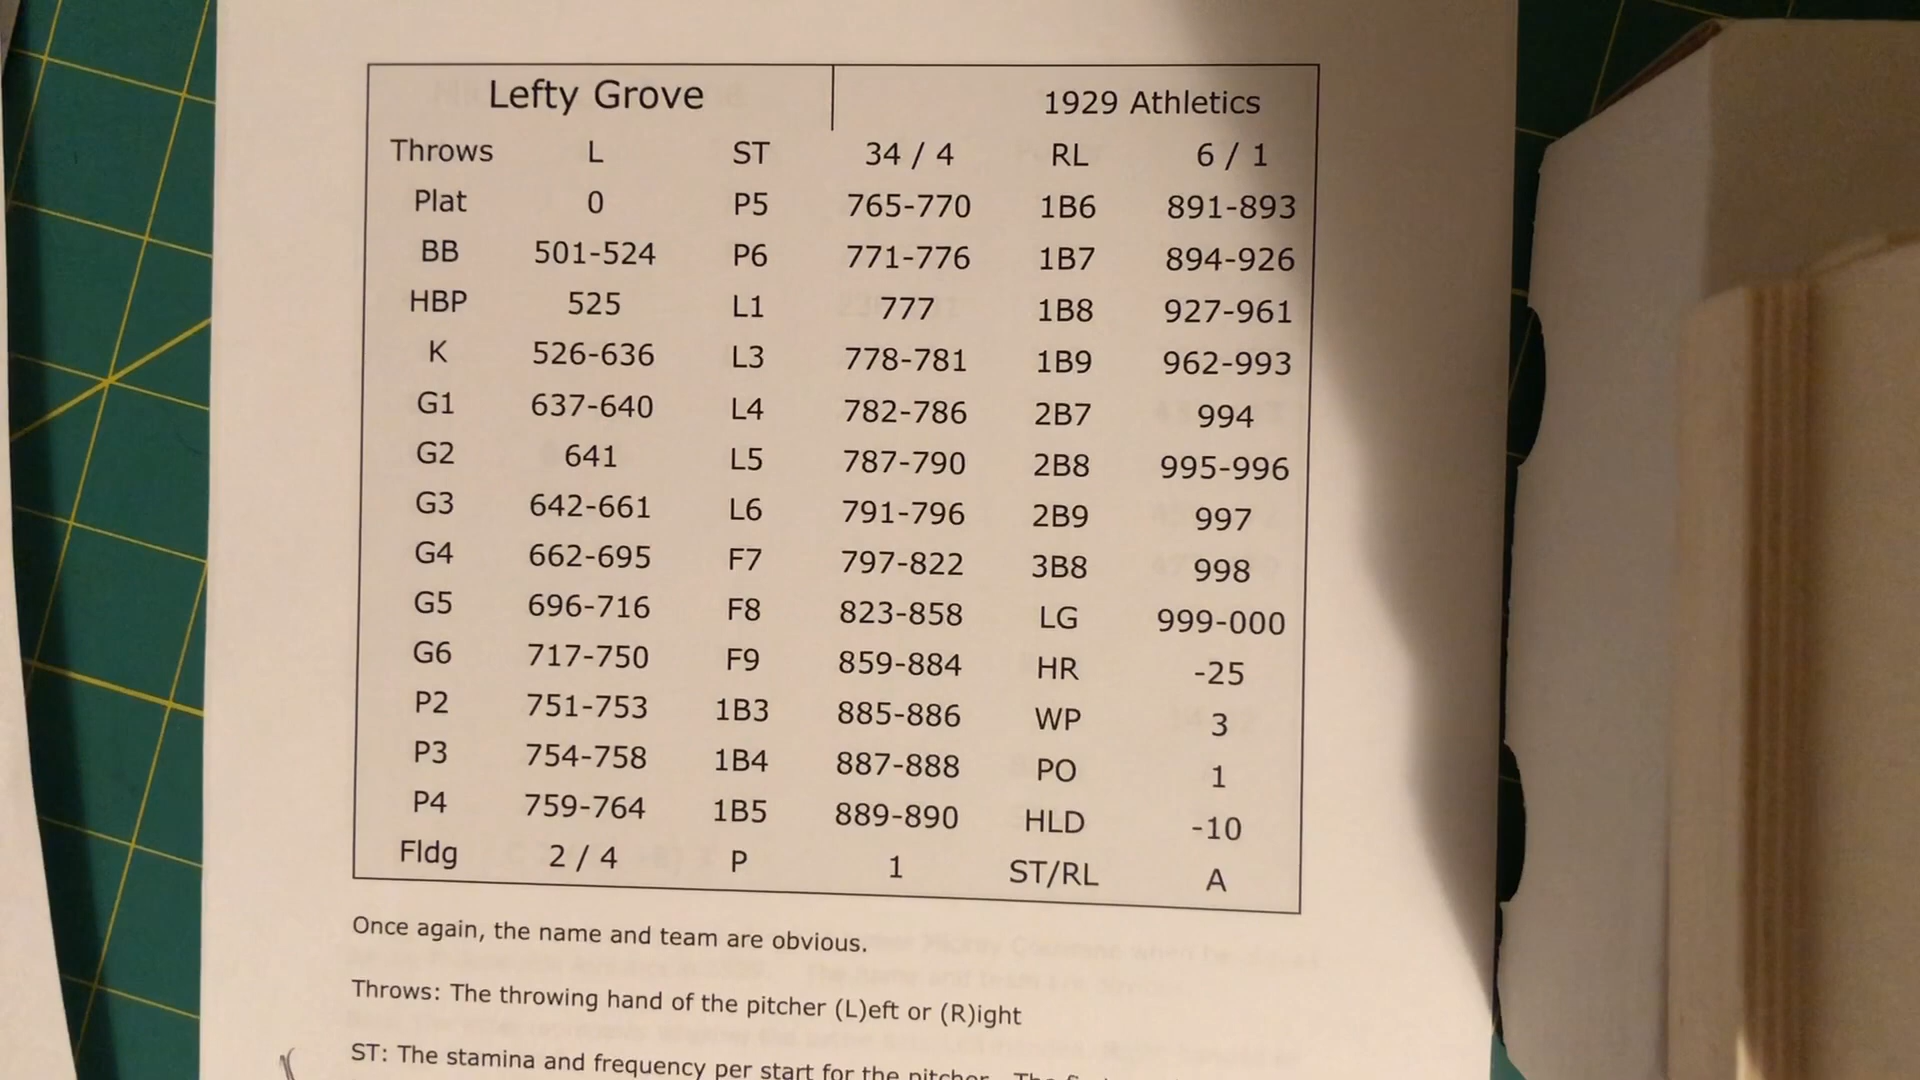 Lefty Grove 1929 Athletics
Throws L ST 34 / 4 RL 6 / 1
Plat 0 P5 765-770 1B6 891-893
BB 501-524 P6 771-776 1B7 894-926
HBP 525 L1 777 1B8 927-961
K 526-636 L3 778-781 1B9 962-993
G1 637-640 L4 782-786 2B7 994
G2 641 L5 787-790 2B8 995-996
G3 642-661 L6 791-796 2B9 997
G4 662-695 F7 797-822 3B8 998
G5 696-716 F8 823-858 LG 999-000
G6 717-750 F9 859-884 HR -25
P2 751-753 1B3 885-886 WP 3
P3 754-758 1B4 887-888 PO 1
P4 759-764 1B5 889-890 HLD -10
Fldg 2 / 4 P 1 ST/RL A
Once again, the name and team are obvious.
Throws: The throwing hand of the pitcher (L)eft or (R)ight
ST: The stamina and frequency per start for the pitcher. The